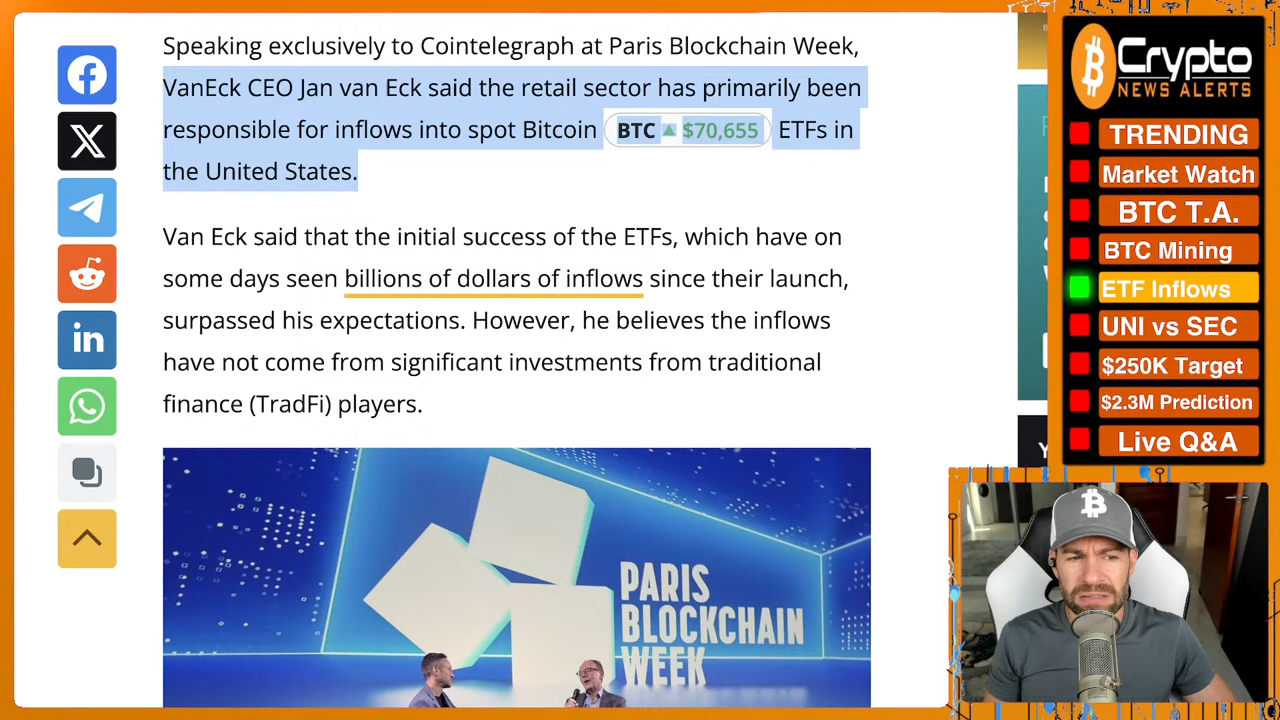 Speaking exclusively to Cointelegraph at Paris Blockchain Week,
VanEck CEO Jan van Eck said the retail sector has primarily been
responsible for inflows into spot Bitcoin BTC ▲ $70,655 ETFs in
the United States.
Van Eck said that the initial success of the ETFs, which have on
some days seen billions of dollars of inflows since their launch,
surpassed his expectations. However, he believes the inflows
have not come from significant investments from traditional
finance (TradFi) players.
PARIS
BLOCKCHAIN
WEEK
Crypto
NEWS ALERTS
TRENDING
Market Watch
BTC T.A.
BTC Mining
ETF Inflows
UNI vs SEC
$250K Target
$2.3M Prediction
Live Q&A